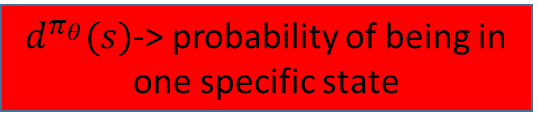 𝑑^{𝜋_𝜃}(𝑠)-> probability of being in
one specific state